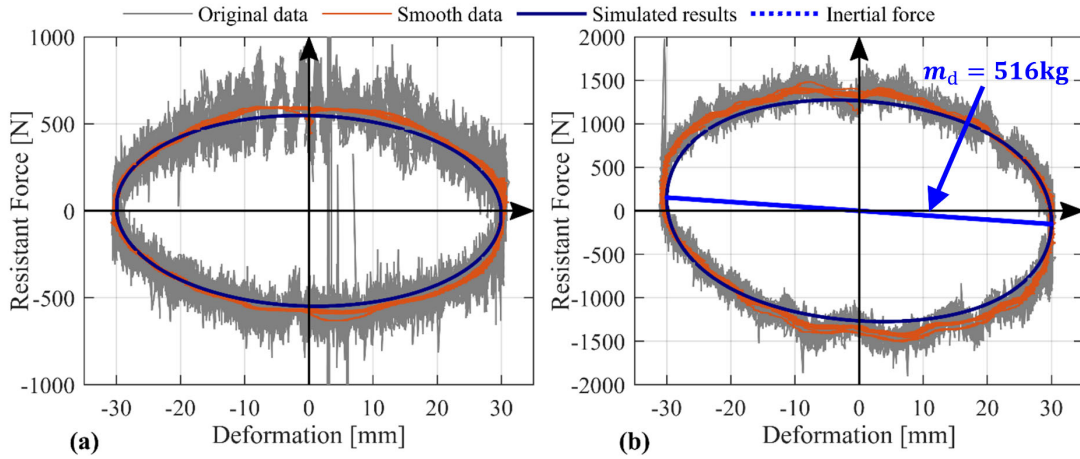 Original data Smooth data Simulated results Inertial force
1000
500
0
-500
-1000
Resistant Force [N]
-30 -20 -10 0 10 20 30
Deformation [mm]
(a)
2000
1500
1000
500
0
-500
-1000
-1500
-2000
Resistant Force [N]
m_d = 516kg
-30 -20 -10 0 10 20 30
Deformation [mm]
(b)